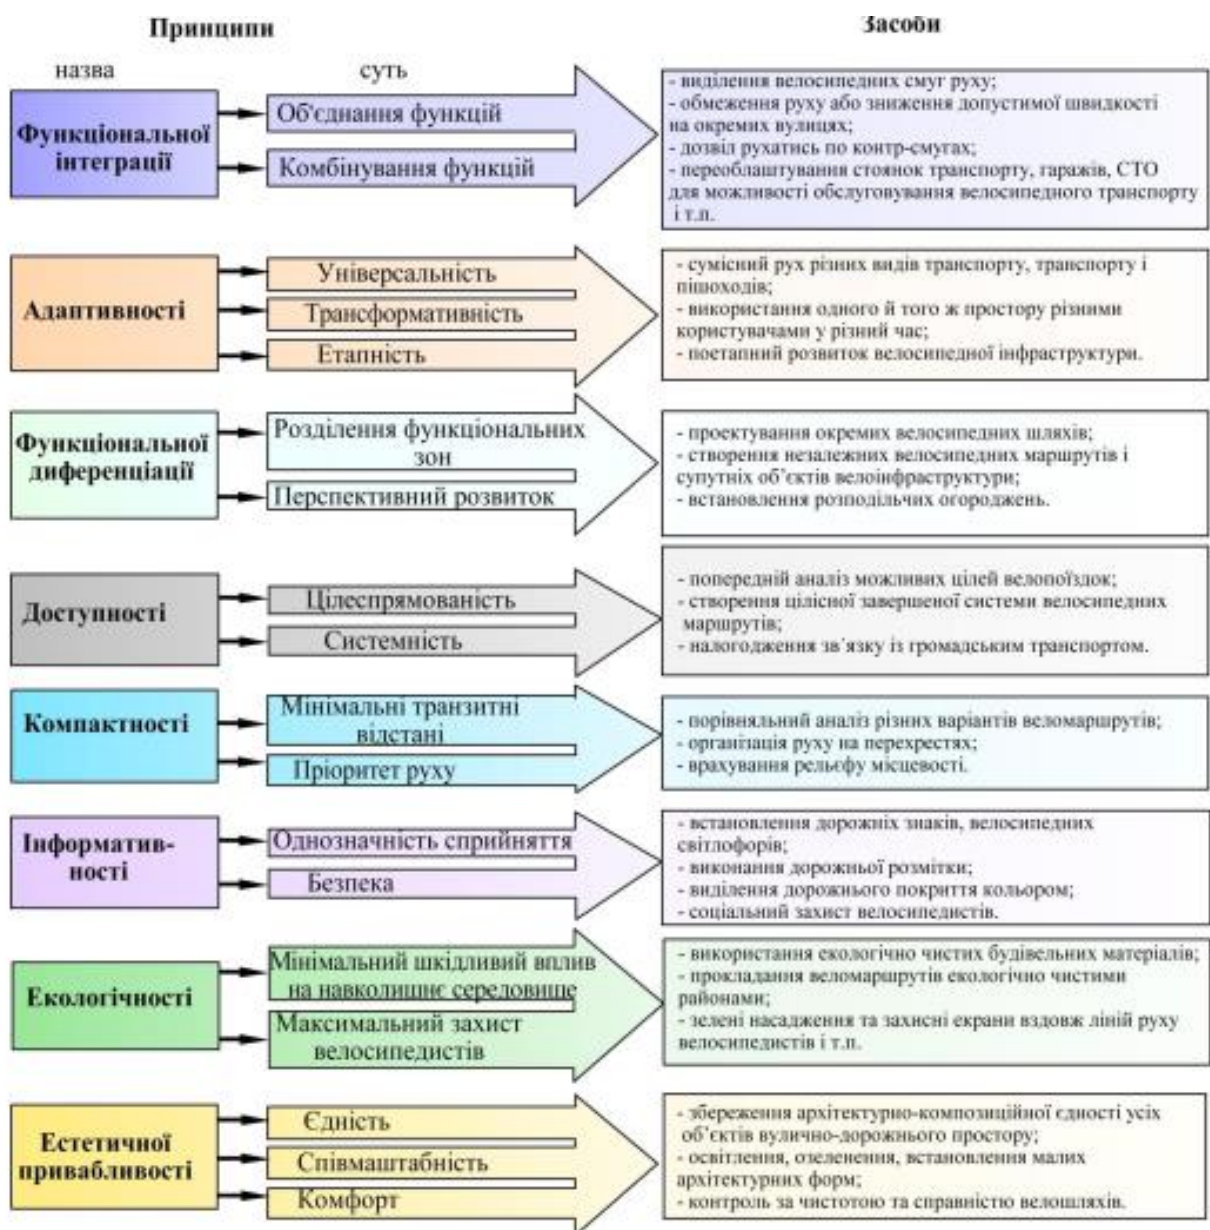 Принципи
Засоби
назва
суть
Функціональної
інтеграції
Об'єднання функцій
Комбінування функцій
- виділення велосипедних смуг руху;
- обмеження руху або зниження допустимої швидкості
на окремих вулицях;
- дозвіл рухатись по контр-смугах;
- переоблаштування стоянок транспорту, гаражів, СТО
для можливості обслуговування велосипедного транспорту
і т.п.
Адаптивності
Універсальність
Трансформативність
Етапність
- сумісний рух різних видів транспорту, транспорту і
пішоходів;
- використання одного й того ж простору різними
користувачами у різний час;
- поетапний розвиток велосипедної інфраструктури.
Функціональної
диференціації
Розділення функціональних
зон
Перспективний розвиток
- проектування окремих велосипедних шляхів;
- створення незалежних велосипедних маршрутів і
супутніх об’єктів велоінфраструктури;
- встановлення розподільчих огороджень.
Доступності
Цілеспрямованість
Системність
- попередній аналіз можливих цілей велопоїздок;
- створення цілісної завершеної системи велосипедних
маршрутів;
- налогодження зв’язку із громадським транспортом.
Компактності
Мінімальні транзитні
відстані
Пріоритет руху
- порівняльний аналіз різних варіантів веломаршрутів;
- організація руху на перехрестях;
- врахування рельєфу місцевості.
Інформатив-
ності
Однозначність сприйняття
Безпека
- встановлення дорожніх знаків, велосипедних
світлофорів;
- виконання дорожньої розмітки;
- виділення дорожнього покриття кольором;
- соціальний захист велосипедистів.
Екологічності
Мінімальний шкідливий вплив
на навколишнє середовище
Максимальний захист
велосипедистів
- використання екологічно чистих будівельних матеріалів;
- прокладання веломаршрутів екологічно чистими
районами;
- зелені насадження та захисні екрани вздовж ліній руху
велосипедистів і т.п.
Естетичної
привабливості
Єдність
Співмаштабність
Комфорт
- збереження архітектурно-композиційної єдності усіх
об’єктів вулично-дорожнього простору;
- освітлення, озеленення, встановлення малих
архітектурних форм;
- контроль за чистотою та справністю велошляхів.